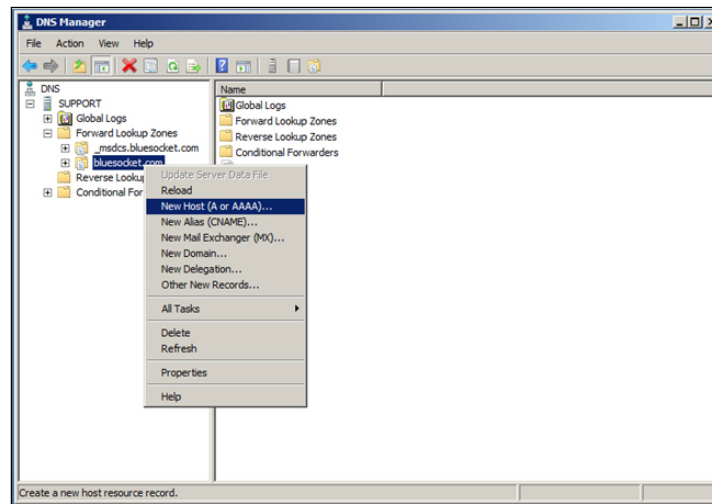 DNS Manager
File Action View Help
DNS
SUPPORT
Global Logs
Forward Lookup Zones
_msdcs.bluesocket.com
bluesocket.com
Reverse Looku
Conditional For
Name
Global Logs
Forward Lookup Zones
Reverse Lookup Zones
Conditional Forwarders
Update Server Data File
Reload
New Host (A or AAAA)...
New Alias (CNAME)...
New Mail Exchanger (MX)...
New Domain...
New Delegation...
Other New Records...
All Tasks
Delete
Refresh
Properties
Help
Create a new host resource record.